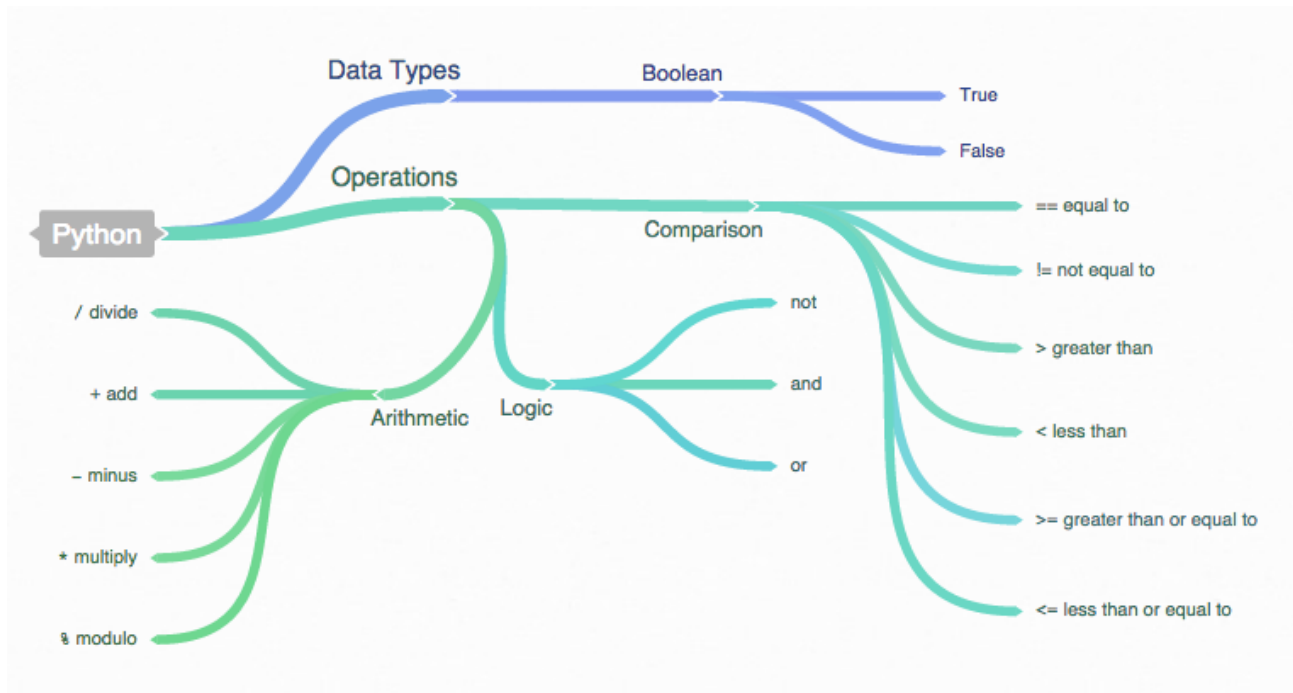 Data Types
Boolean
True
False
Operations
Python
Comparison
== equal to
!= not equal to
> greater than
< less than
>= greater than or equal to
<= less than or equal to
/ divide
+ add
– minus
* multiply
% modulo
Arithmetic
Logic
not
and
or